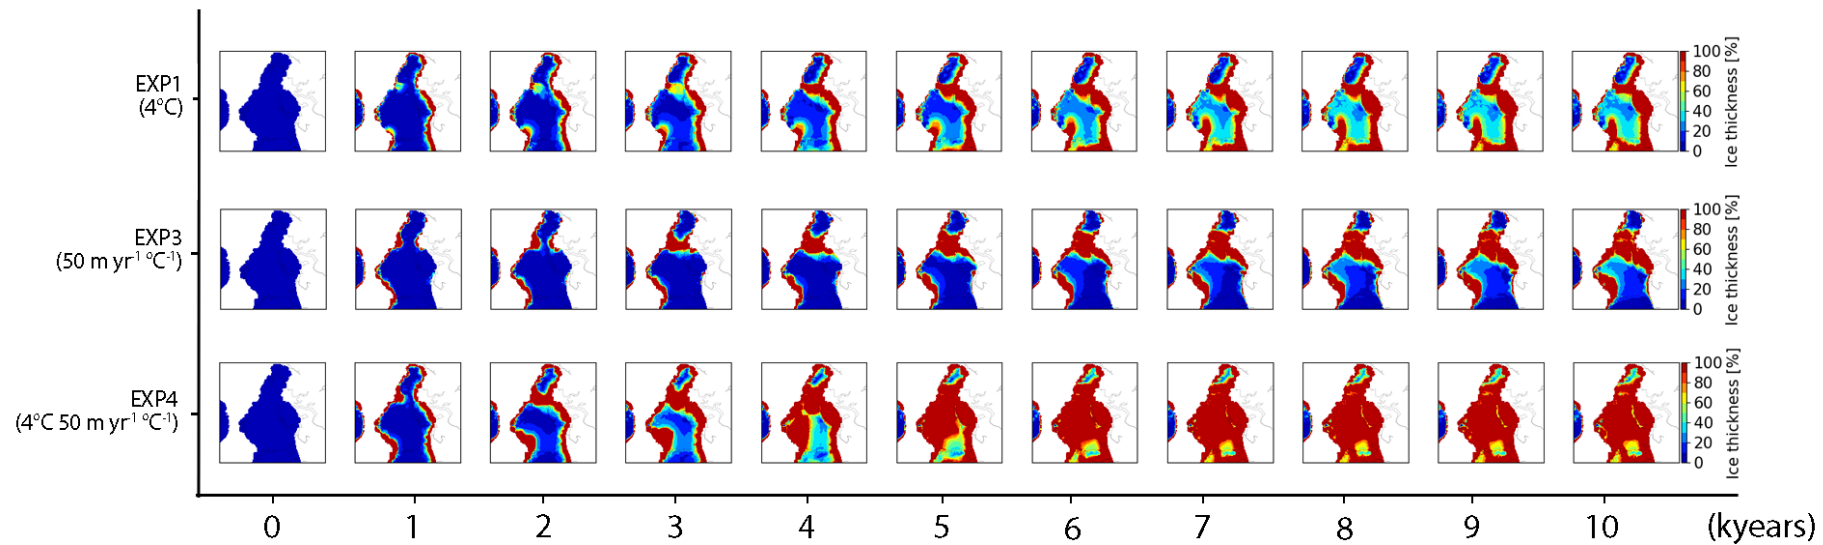 EXP1
(4°C)
100
80
60
40
20
0
Ice thickness [%]
EXP3
(50 m yr⁻¹ °C⁻¹)
100
80
60
40
20
0
Ice thickness [%]
EXP4
(4°C 50 m yr⁻¹ °C⁻¹)
100
80
60
40
20
0
Ice thickness [%]
0 1 2 3 4 5 6 7 8 9 10 (kyears)